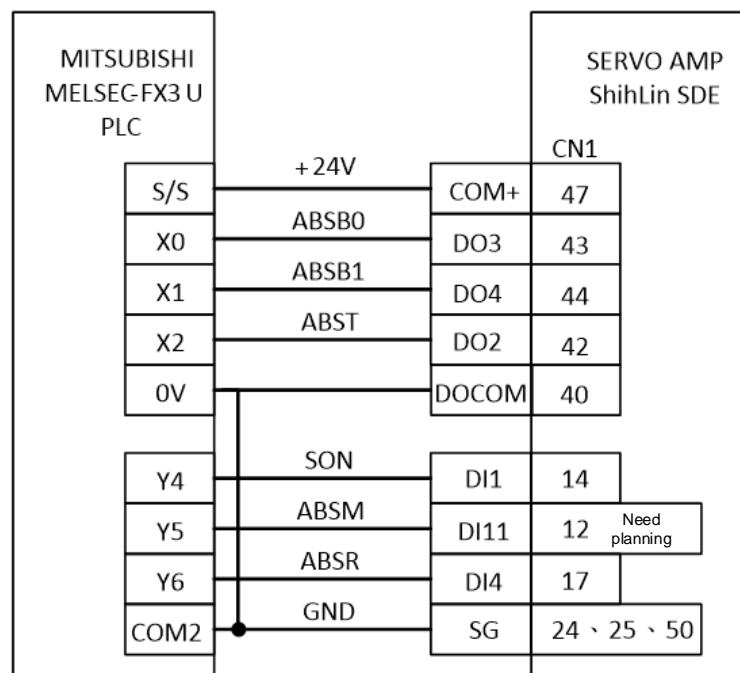 MITSUBISHI
MELSEC-FX3 U
PLC
SERVO AMP
ShihLin SDE
CN1
S/S +24V COM+ 47
X0 ABSB0 DO3 43
X1 ABSB1 DO4 44
X2 ABST DO2 42
0V DOCOM 40
Y4 SON DI1 14
Y5 ABSM DI11 12 Need
planning
Y6 ABSR DI4 17
COM2 GND SG 24、25、50